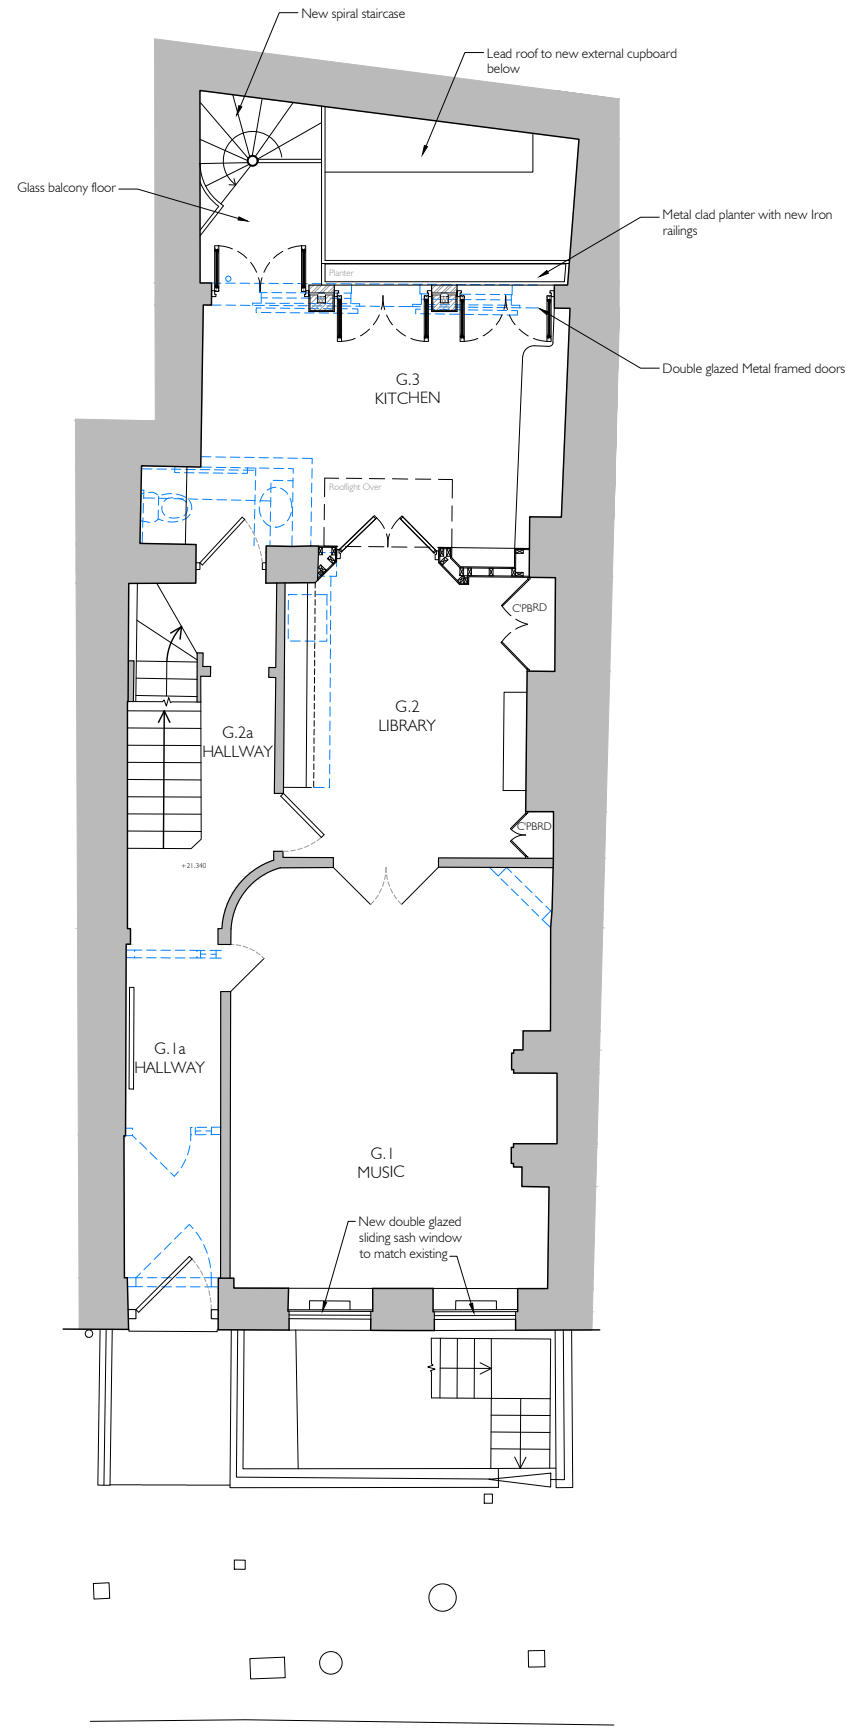 New spiral staircase
Lead roof to new external cupboard
below
Glass balcony floor
Metal clad planter with new Iron
railings
Planter
Double glazed Metal framed doors
G.3
KITCHEN
Rooflight Over
C'PBRD
G.2
LIBRARY
G.2a
HALLWAY
C'PBRD
+21.340
G.1a
HALLWAY
G.1
MUSIC
New double glazed
sliding sash window
to match existing